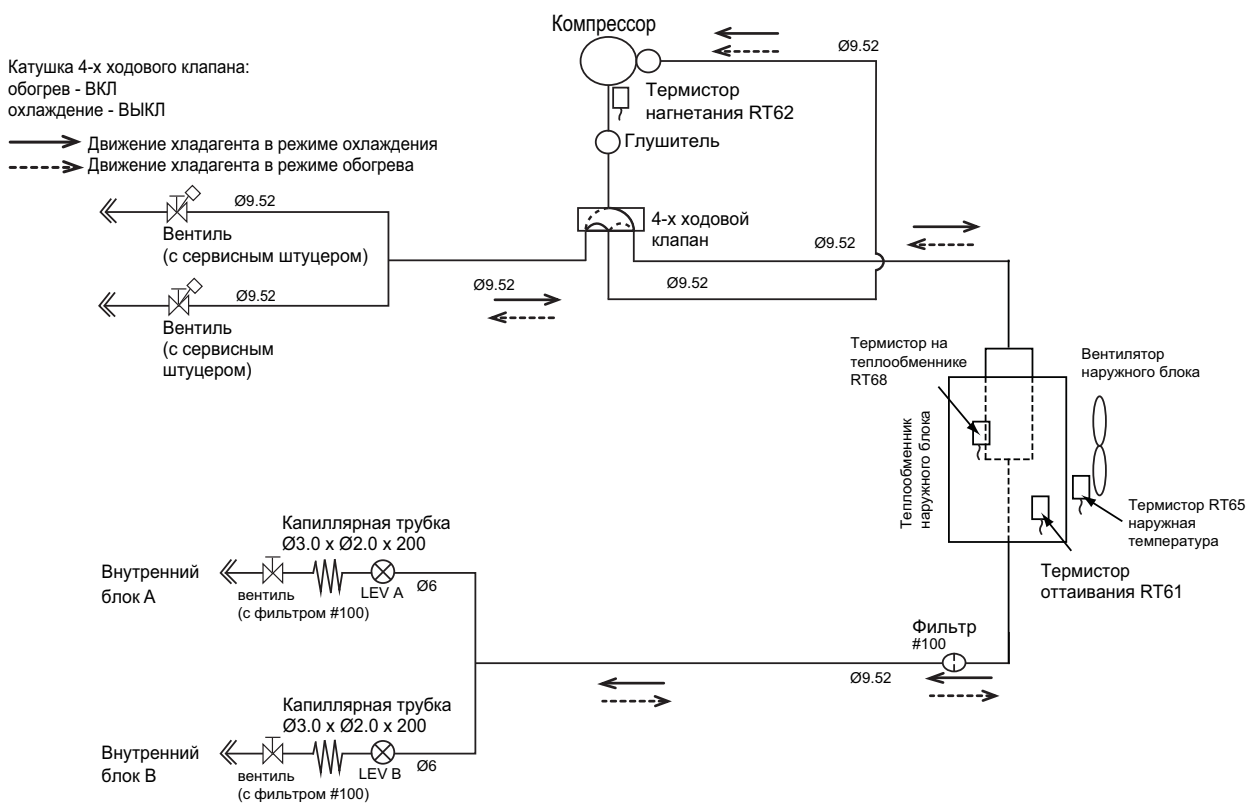 Компрессор
Ø9.52
Катушка 4-х ходового клапана:
обогрев - ВКЛ
охлаждение - ВЫКЛ
Термистор
нагнетания RT62
Движение хладагента в режиме охлаждения
Движение хладагента в режиме обогрева
Глушитель
Ø9.52
Вентиль
(с сервисным штуцером)
4-х ходовой
клапан
Ø9.52
Ø9.52
Ø9.52
Ø9.52
Вентиль
(с сервисным
штуцером)
Термистор на
теплообменнике
RT68
Вентилятор
наружного блока
Теплообменник
наружного блока
Термистор RT65
наружная
температура
Термистор
оттаивания RT61
Капиллярная трубка
Ø3.0 x Ø2.0 x 200
Внутренний
блок A
вентиль
(с фильтром #100)
LEV A
Ø6
Фильтр
#100
Ø9.52
Капиллярная трубка
Ø3.0 x Ø2.0 x 200
Внутренний
блок B
вентиль
(с фильтром #100)
LEV B
Ø6